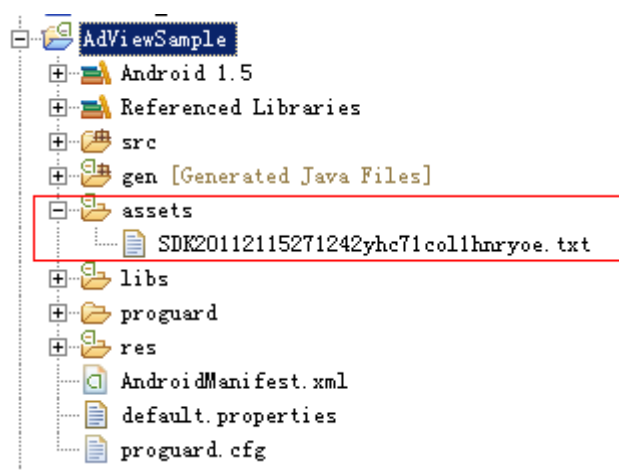 AdViewSample
Android 1.5
Referenced Libraries
src
gen [Generated Java Files]
assets
SDK20112115271242yhc71col1hnryoe.txt
libs
proguard
res
AndroidManifest.xml
default.properties
proguard.cfg